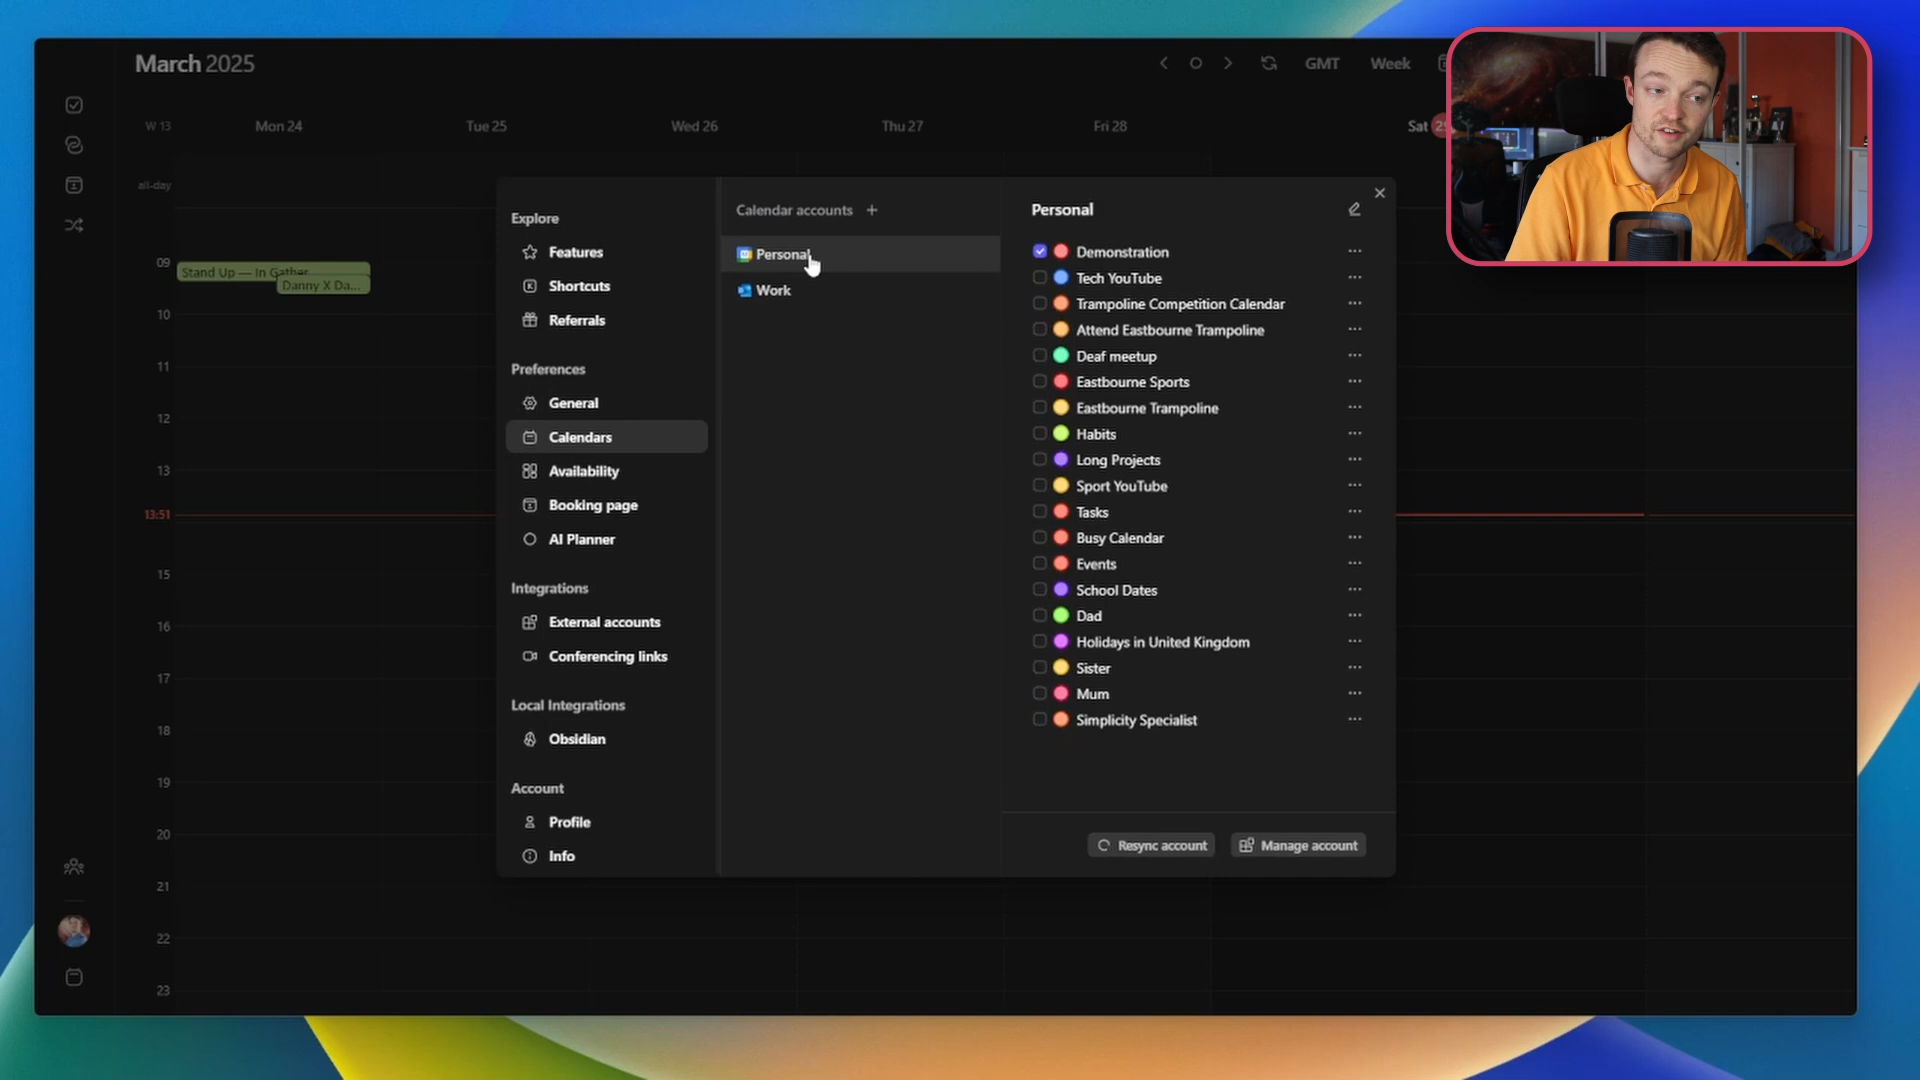 March 2025
GMT
Week
W 13
Mon 24
Tue 25
Wed 26
Thu 27
Fri 28
Sat
all-day
09
10
11
12
13
13:51
15
16
17
18
19
20
21
22
23
Stand Up — In Gather
Danny X Da...
Explore
Features
Shortcuts
Referrals
Preferences
General
Calendars
Availability
Booking page
AI Planner
Integrations
External accounts
Conferencing links
Local Integrations
Obsidian
Account
Profile
Info
Calendar accounts +
Personal
Work
Personal
Demonstration
Tech YouTube
Trampoline Competition Calendar
Attend Eastbourne Trampoline
Deaf meetup
Eastbourne Sports
Eastbourne Trampoline
Habits
Long Projects
Sport YouTube
Tasks
Busy Calendar
Events
School Dates
Dad
Holidays in United Kingdom
Sister
Mum
Simplicity Specialist
Resync account
Manage account